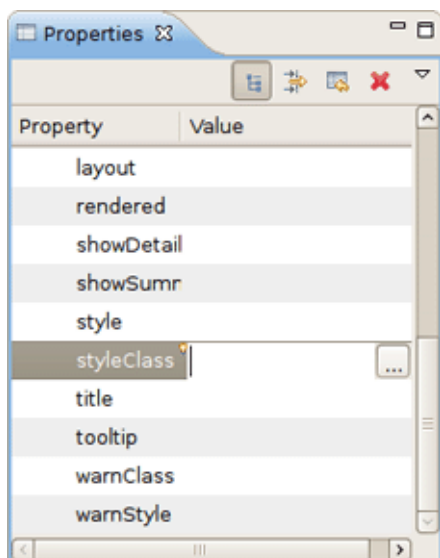 Properties
Property Value
layout
rendered
showDetail
showSumr
style
styleClass ...
title
tooltip
warnClass
warnStyle